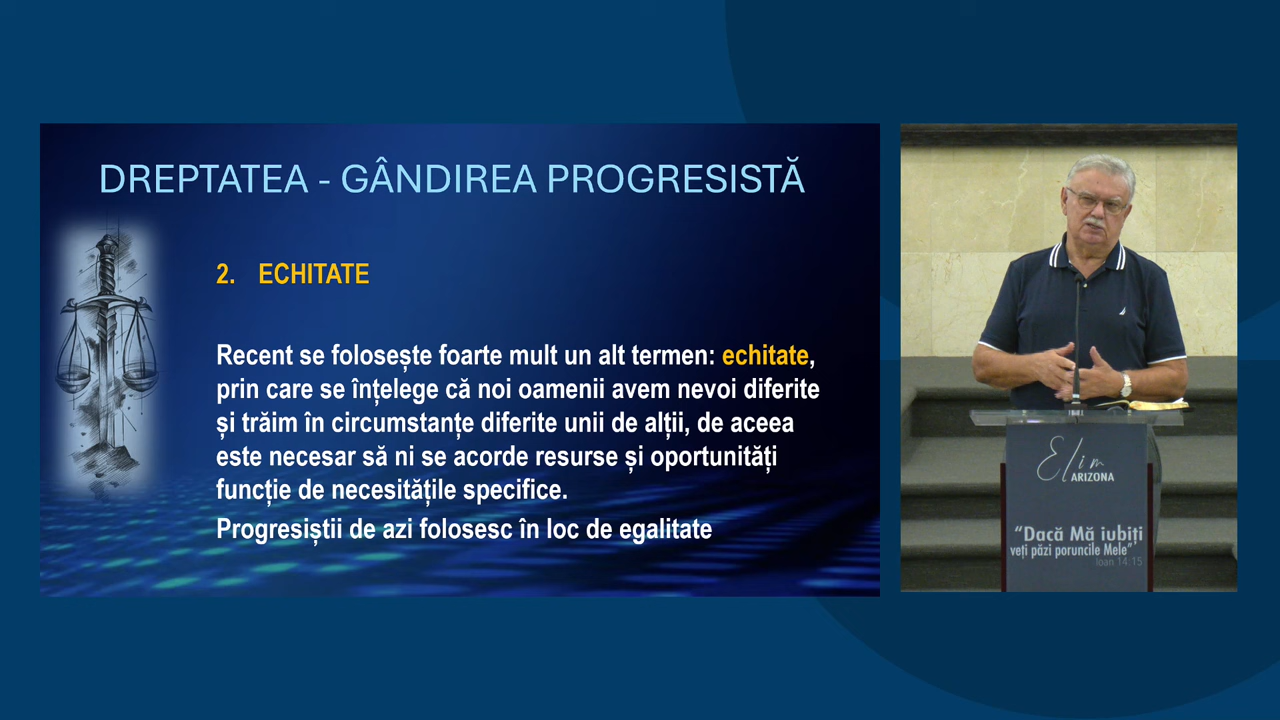 DREPTATEA - GÂNDIREA PROGRESISTĂ
2. ECHITATE
Recent se folosește foarte mult un alt termen: echitate,
prin care se înțelege că noi oamenii avem nevoi diferite
și trăim în circumstanțe diferite unii de alții, de aceea
este necesar să ni se acorde resurse și oportunități
funcție de necesitățile specifice.
Progresiștii de azi folosesc în loc de egalitate
Elim
ARIZONA
“Dacă Mă iubiți
veți păzi poruncile Mele”
Ioan 14:15